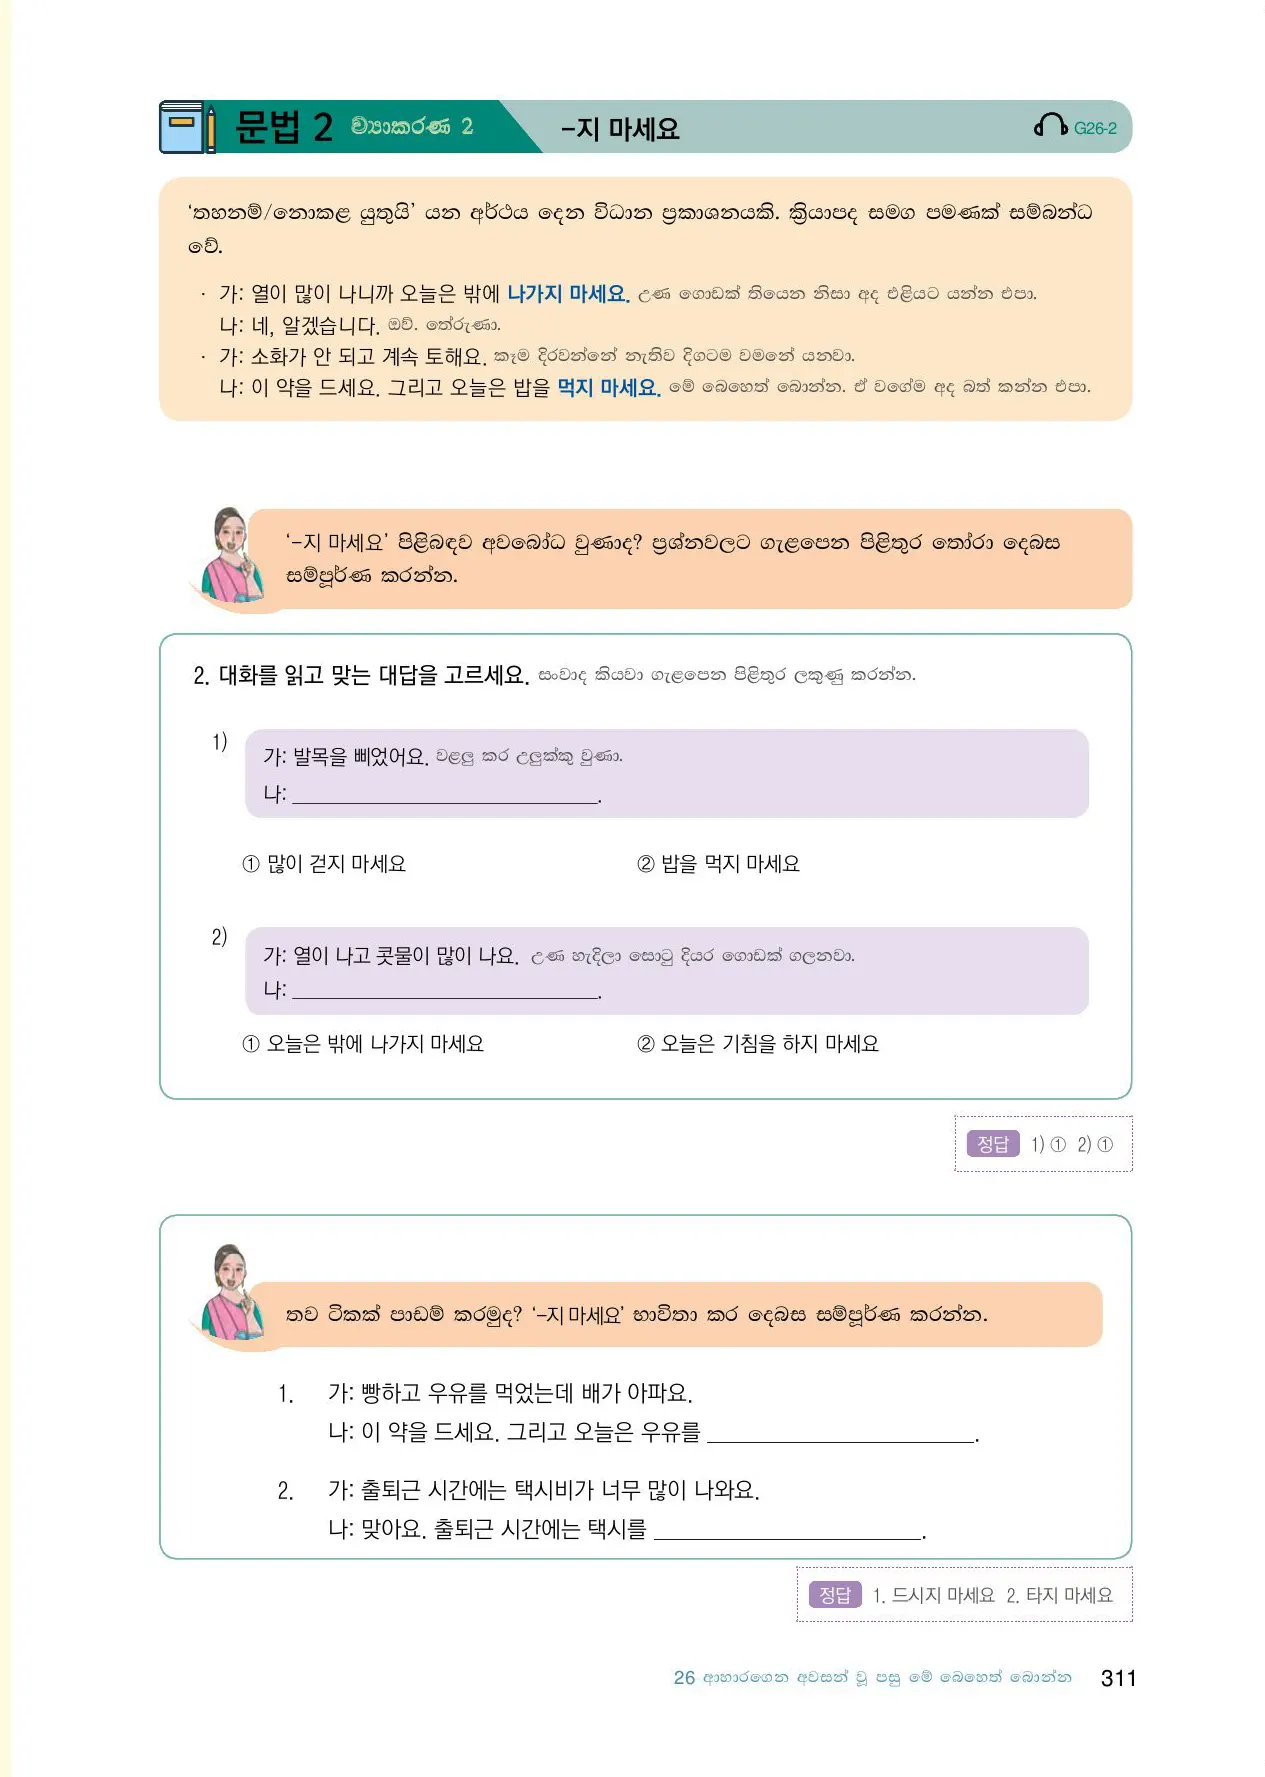 문법 2 ව්‍යාකරණ 2 -지 마세요 G26-2
‘තහනම්/නොකළ යුතුයි’ යන අර්ථය දෙන විධාන ප්‍රකාශනයකි. ක්‍රියාපද සමග පමණක් සම්බන්ධ
වේ.
· 가: 열이 많이 나니까 오늘은 밖에 나가지 마세요. උණ ගොඩක් තියෙන නිසා අද එළියට යන්න එපා.
나: 네, 알겠습니다. ඔව්. තේරුණා.
· 가: 소화가 안 되고 계속 토해요. කෑම දිරවන්නේ නැතිව දිගටම වමනේ යනවා.
나: 이 약을 드세요. 그리고 오늘은 밥을 먹지 마세요. මේ බෙහෙත් බොන්න. ඒ වගේම අද බත් කන්න එපා.
‘-지 마세요’ පිළිබඳව අවබෝධ වුණාද? ප්‍රශ්නවලට ගැළපෙන පිළිතුර තෝරා දෙබස
සම්පූර්ණ කරන්න.
2. 대화를 읽고 맞는 대답을 고르세요. සංවාද කියවා ගැළපෙන පිළිතුර ලකුණු කරන්න.
1)
가: 발목을 삐었어요. වළලු කර උලුක්කු වුණා.
나: ____________________.
① 많이 걷지 마세요 ② 밥을 먹지 마세요
2)
가: 열이 나고 콧물이 많이 나요. උණ හැදිලා සොටු දියර ගොඩක් ගලනවා.
나: ____________________.
① 오늘은 밖에 나가지 마세요 ② 오늘은 기침을 하지 마세요
정답 1) ① 2) ①
තව ටිකක් පාඩම් කරමුද? ‘-지 마세요’ භාවිතා කර දෙබස සම්පූර්ණ කරන්න.
1. 가: 빵하고 우유를 먹었는데 배가 아파요.
나: 이 약을 드세요. 그리고 오늘은 우유를 ____________________.
2. 가: 출퇴근 시간에는 택시비가 너무 많이 나와요.
나: 맞아요. 출퇴근 시간에는 택시를 ____________________.
정답 1. 드시지 마세요 2. 타지 마세요
26 ආහාරගෙන අවසන් වූ පසු මේ බෙහෙත් බොන්න 311